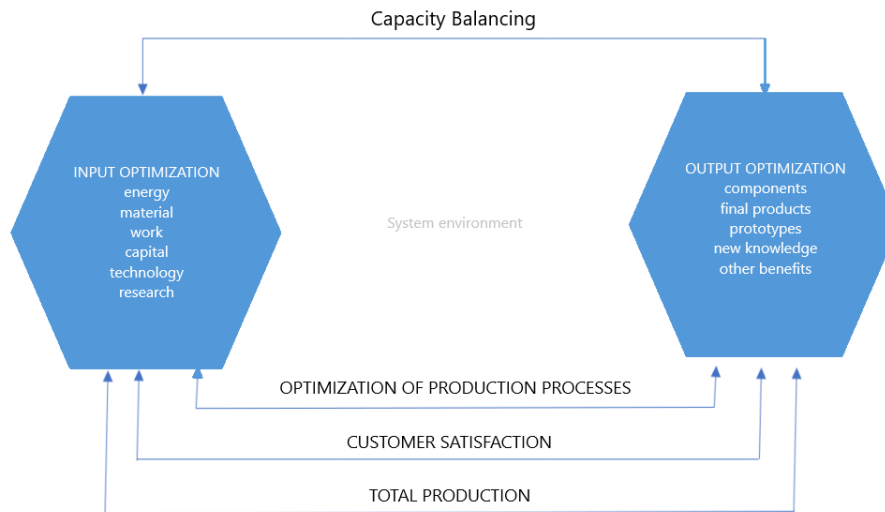 Capacity Balancing
INPUT OPTIMIZATION
energy
material
work
capital
technology
research
System environment
OUTPUT OPTIMIZATION
components
final products
prototypes
new knowledge
other benefits
OPTIMIZATION OF PRODUCTION PROCESSES
CUSTOMER SATISFACTION
TOTAL PRODUCTION